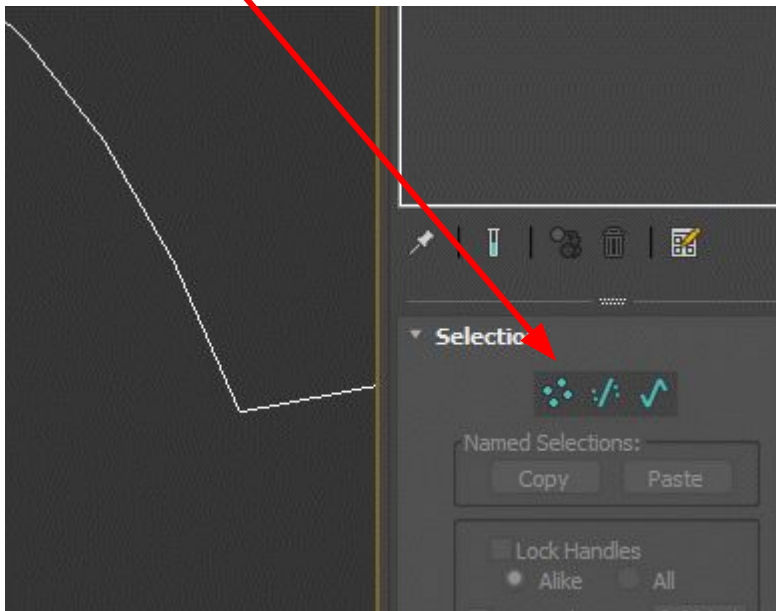 Selectio
Named Selections:
Copy Paste
Lock Handles
Alike All